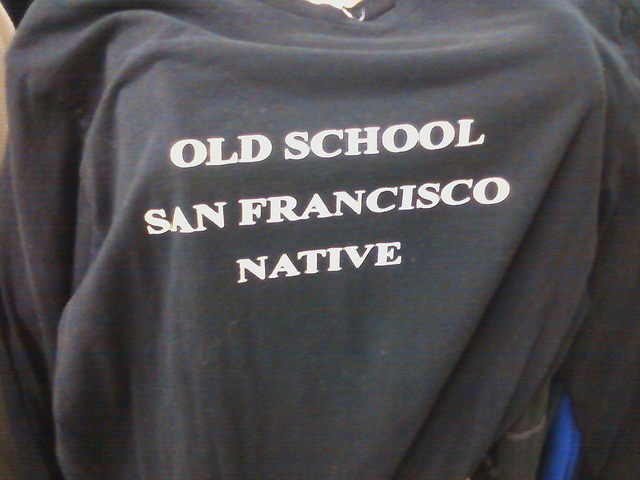 OLD SCHOOL
SAN FRANCISCO
NATIVE